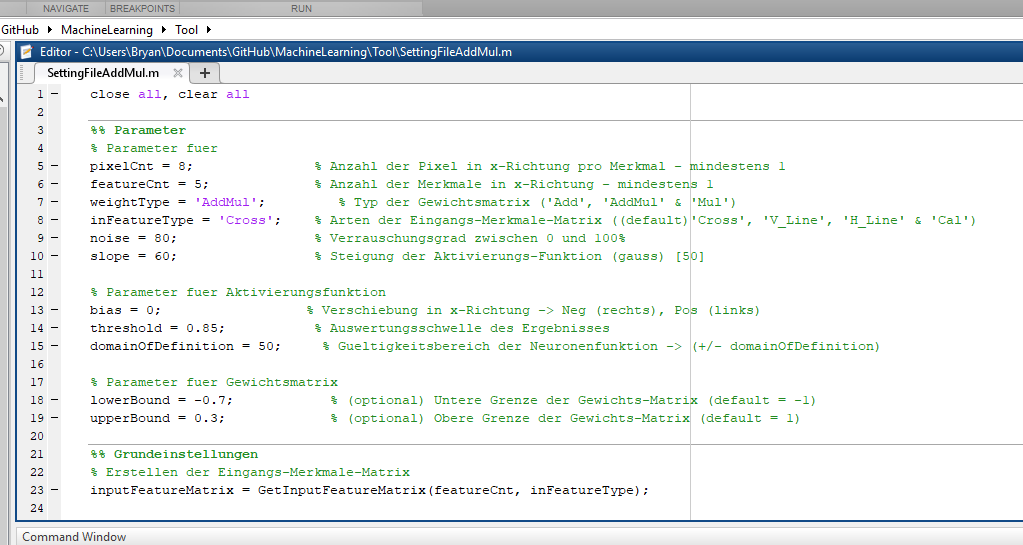 NAVIGATE BREAKPOINTS RUN
GitHub MachineLearning Tool
Editor - C:\Users\Bryan\Documents\GitHub\MachineLearning\Tool\SettingFileAddMul.m
SettingFileAddMul.m
1 close all, clear all
2
3 %% Parameter
4 % Parameter fuer
5 pixelCnt = 8; % Anzahl der Pixel in x-Richtung pro Merkmal - mindestens 1
6 featureCnt = 5; % Anzahl der Merkmale in x-Richtung - mindestens 1
7 weightType = 'AddMul'; % Typ der Gewichtsmatrix ('Add', 'AddMul' & 'Mul')
8 inFeatureType = 'Cross'; % Arten der Eingangs-Merkmale-Matrix ((default)'Cross', 'V_Line', 'H_Line' & 'Cal')
9 noise = 80; % Verrauschungsgrad zwischen 0 und 100%
10 slope = 60; % Steigung der Aktivierungs-Funktion (gauss) [50]
11
12 % Parameter fuer Aktivierungsfunktion
13 bias = 0; % Verschiebung in x-Richtung -> Neg (rechts), Pos (links)
14 threshold = 0.85; % Auswertungsschwelle des Ergebnisses
15 domainOfDefinition = 50; % Gueltigkeitsbereich der Neuronenfunktion -> (+/- domainOfDefinition)
16
17 % Parameter fuer Gewichtsmatrix
18 lowerBound = -0.7; % (optional) Untere Grenze der Gewichts-Matrix (default = -1)
19 upperBound = 0.3; % (optional) Obere Grenze der Gewichts-Matrix (default = 1)
20
21 %% Grundeinstellungen
22 % Erstellen der Eingangs-Merkmale-Matrix
23 inputFeatureMatrix = GetInputFeatureMatrix(featureCnt, inFeatureType);
24
Command Window